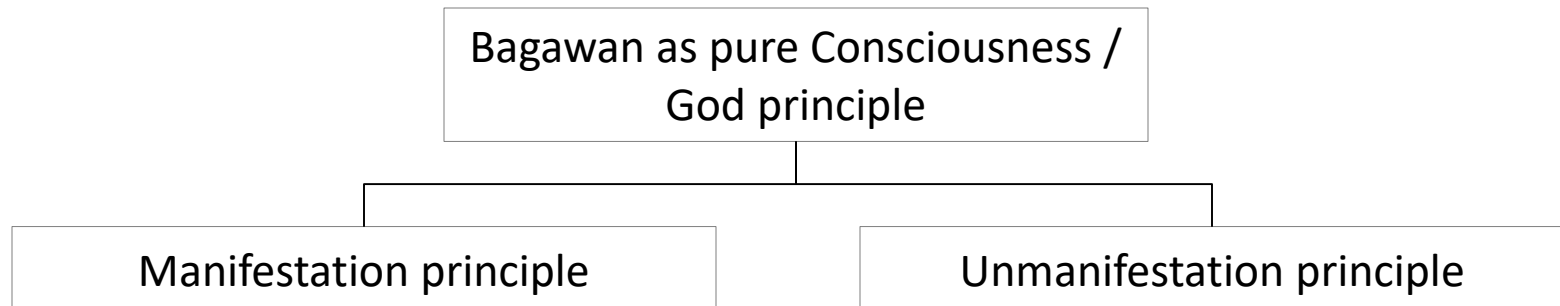 Bagawan as pure Consciousness /
God principle
Manifestation principle
Unmanifestation principle